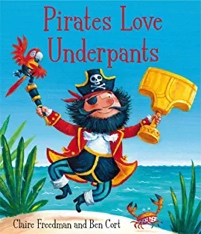 Pirates Love
Underpants
Claire Freedman and Ben Cort